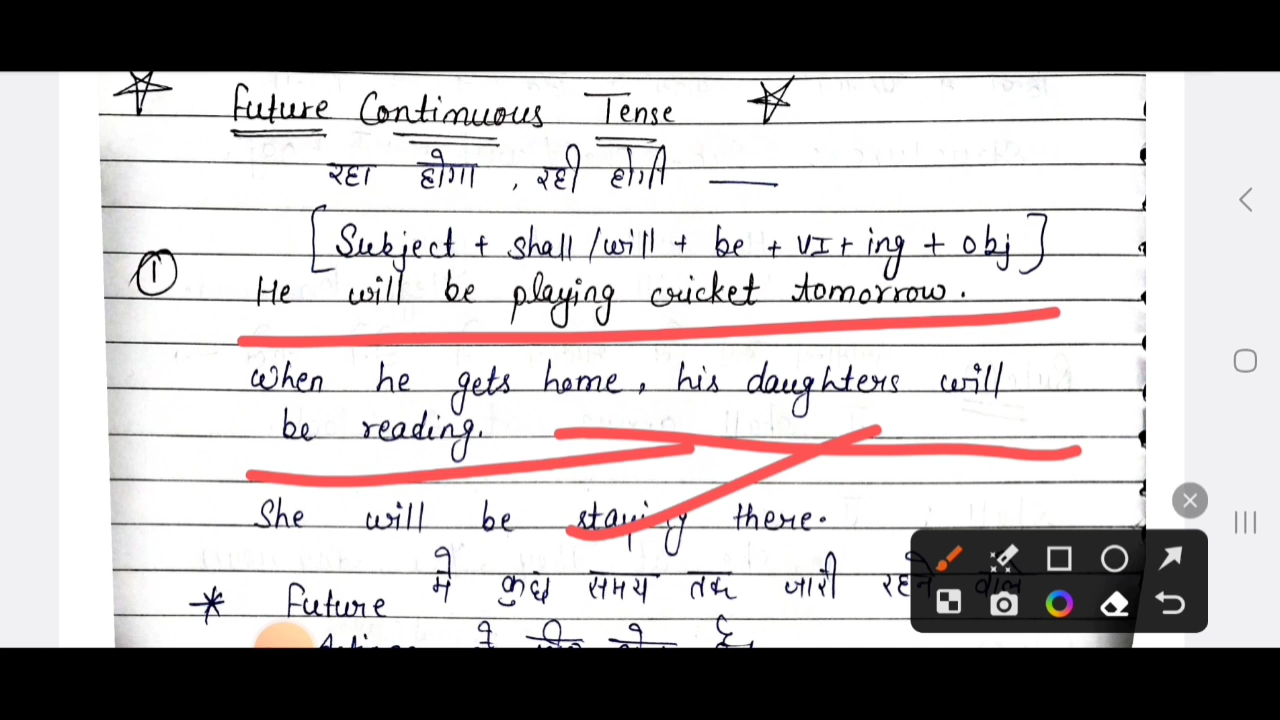 Future Continuous Tense
रहा होगा , रही होगी ——
[Subject + shall /will + be + VI + ing + obj]
① He will be playing cricket tomorrow.
When he gets home, his daughters will
be reading.
She will be staying there.
* Future में कुछ समय तक जारी रहने वाले